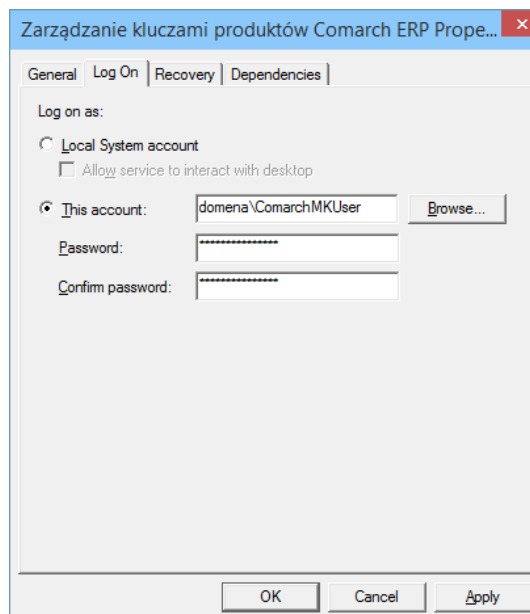 Zarządzanie kluczami produktów Comarch ERP Prope...
General Log On Recovery Dependencies
Log on as:
Local System account
Allow service to interact with desktop
This account: domena\ComarchMKUser Browse...
Password: ***************
Confirm password: ***************
OK Cancel Apply